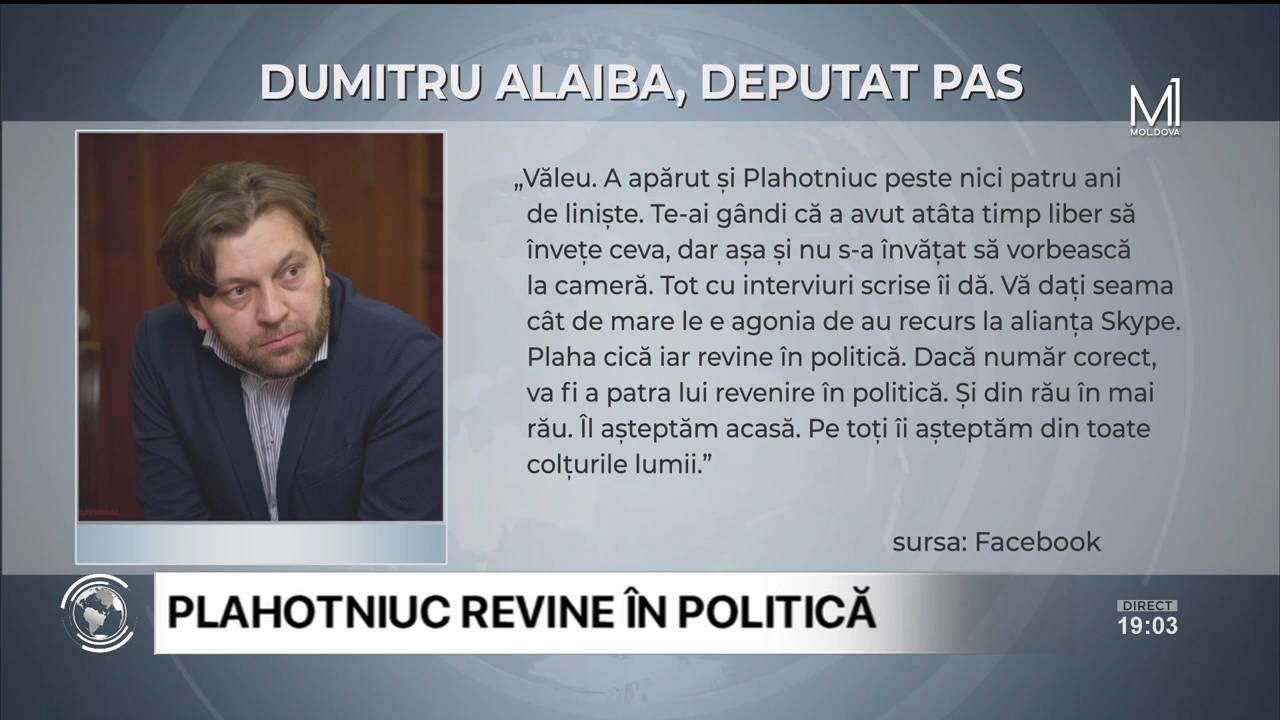 DUMITRU ALAIBA, DEPUTAT PAS
M1
MOLDOVA
„Văleu. A apărut și Plahotniuc peste nici patru ani
de liniște. Te-ai gândi că a avut atâta timp liber să
învețe ceva, dar așa și nu s-a învățat să vorbească
la cameră. Tot cu interviuri scrise îi dă. Vă dați seama
cât de mare le e agonia de au recurs la alianța Skype.
Plaha cică iar revine în politică. Dacă număr corect,
va fi a patra lui revenire în politică. Și din rău în mai
rău. Îl așteptăm acasă. Pe toți îi așteptăm din toate
colțurile lumii.”
sursa: Facebook
PLAHOTNIUC REVINE ÎN POLITICĂ
DIRECT
19:03